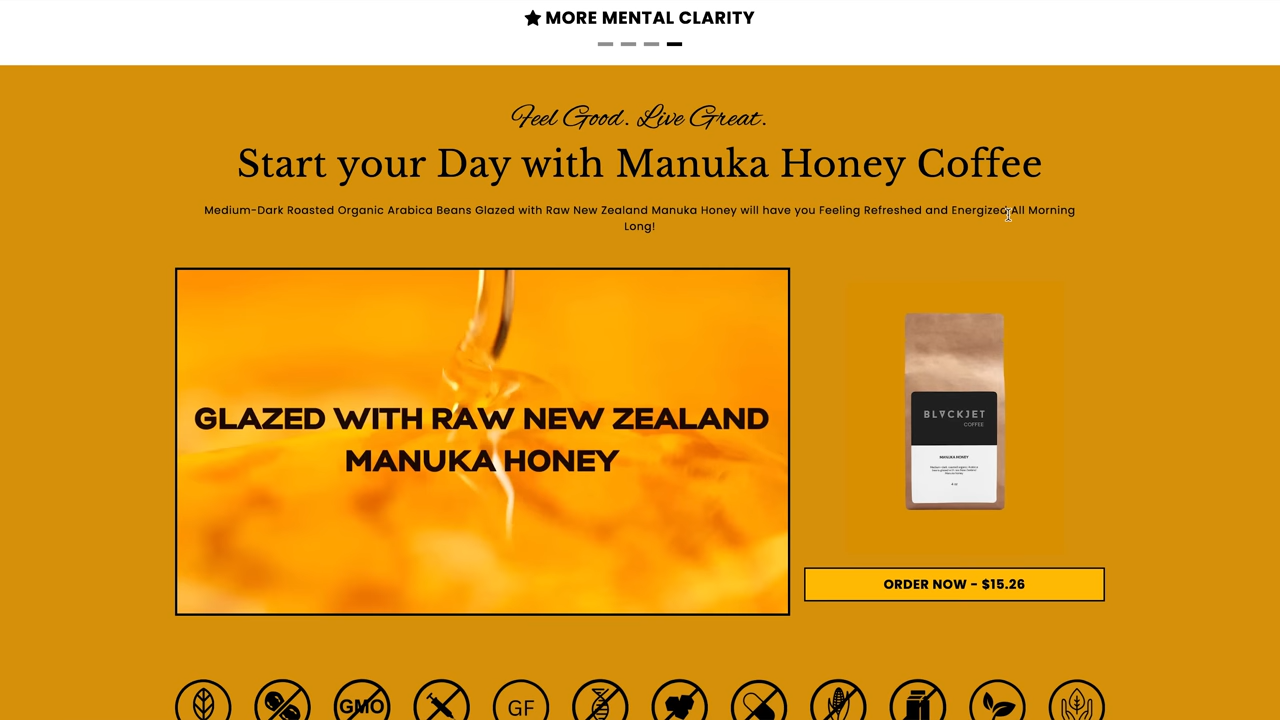 MORE MENTAL CLARITY
Feel Good. Live Great.
Start your Day with Manuka Honey Coffee
Medium-Dark Roasted Organic Arabica Beans Glazed with Raw New Zealand Manuka Honey will have you Feeling Refreshed and Energized All Morning
Long!
GLAZED WITH RAW NEW ZEALAND
MANUKA HONEY
BLVCKJET
COFFEE
MANUKA HONEY
ORDER NOW - $15.26
GMO
GF